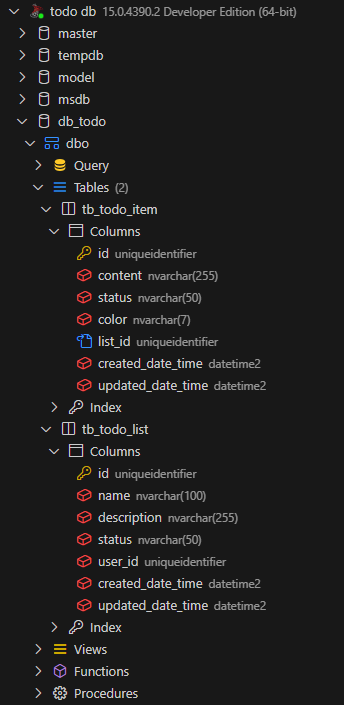 todo db 15.0.4390.2 Developer Edition (64-bit)
master
tempdb
model
msdb
db_todo
dbo
Query
Tables (2)
tb_todo_item
Columns
id uniqueidentifier
content nvarchar(255)
status nvarchar(50)
color nvarchar(7)
list_id uniqueidentifier
created_date_time datetime2
updated_date_time datetime2
Index
tb_todo_list
Columns
id uniqueidentifier
name nvarchar(100)
description nvarchar(255)
status nvarchar(50)
user_id uniqueidentifier
created_date_time datetime2
updated_date_time datetime2
Index
Views
Functions
Procedures